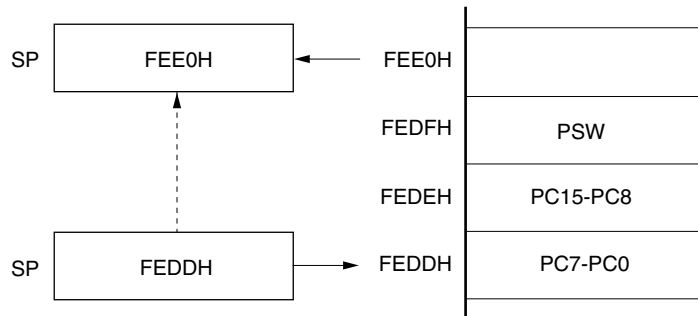 SP FEE0H FEE0H
FEDFH PSW
FEDEH PC15-PC8
SP FEDDH FEDDH PC7-PC0